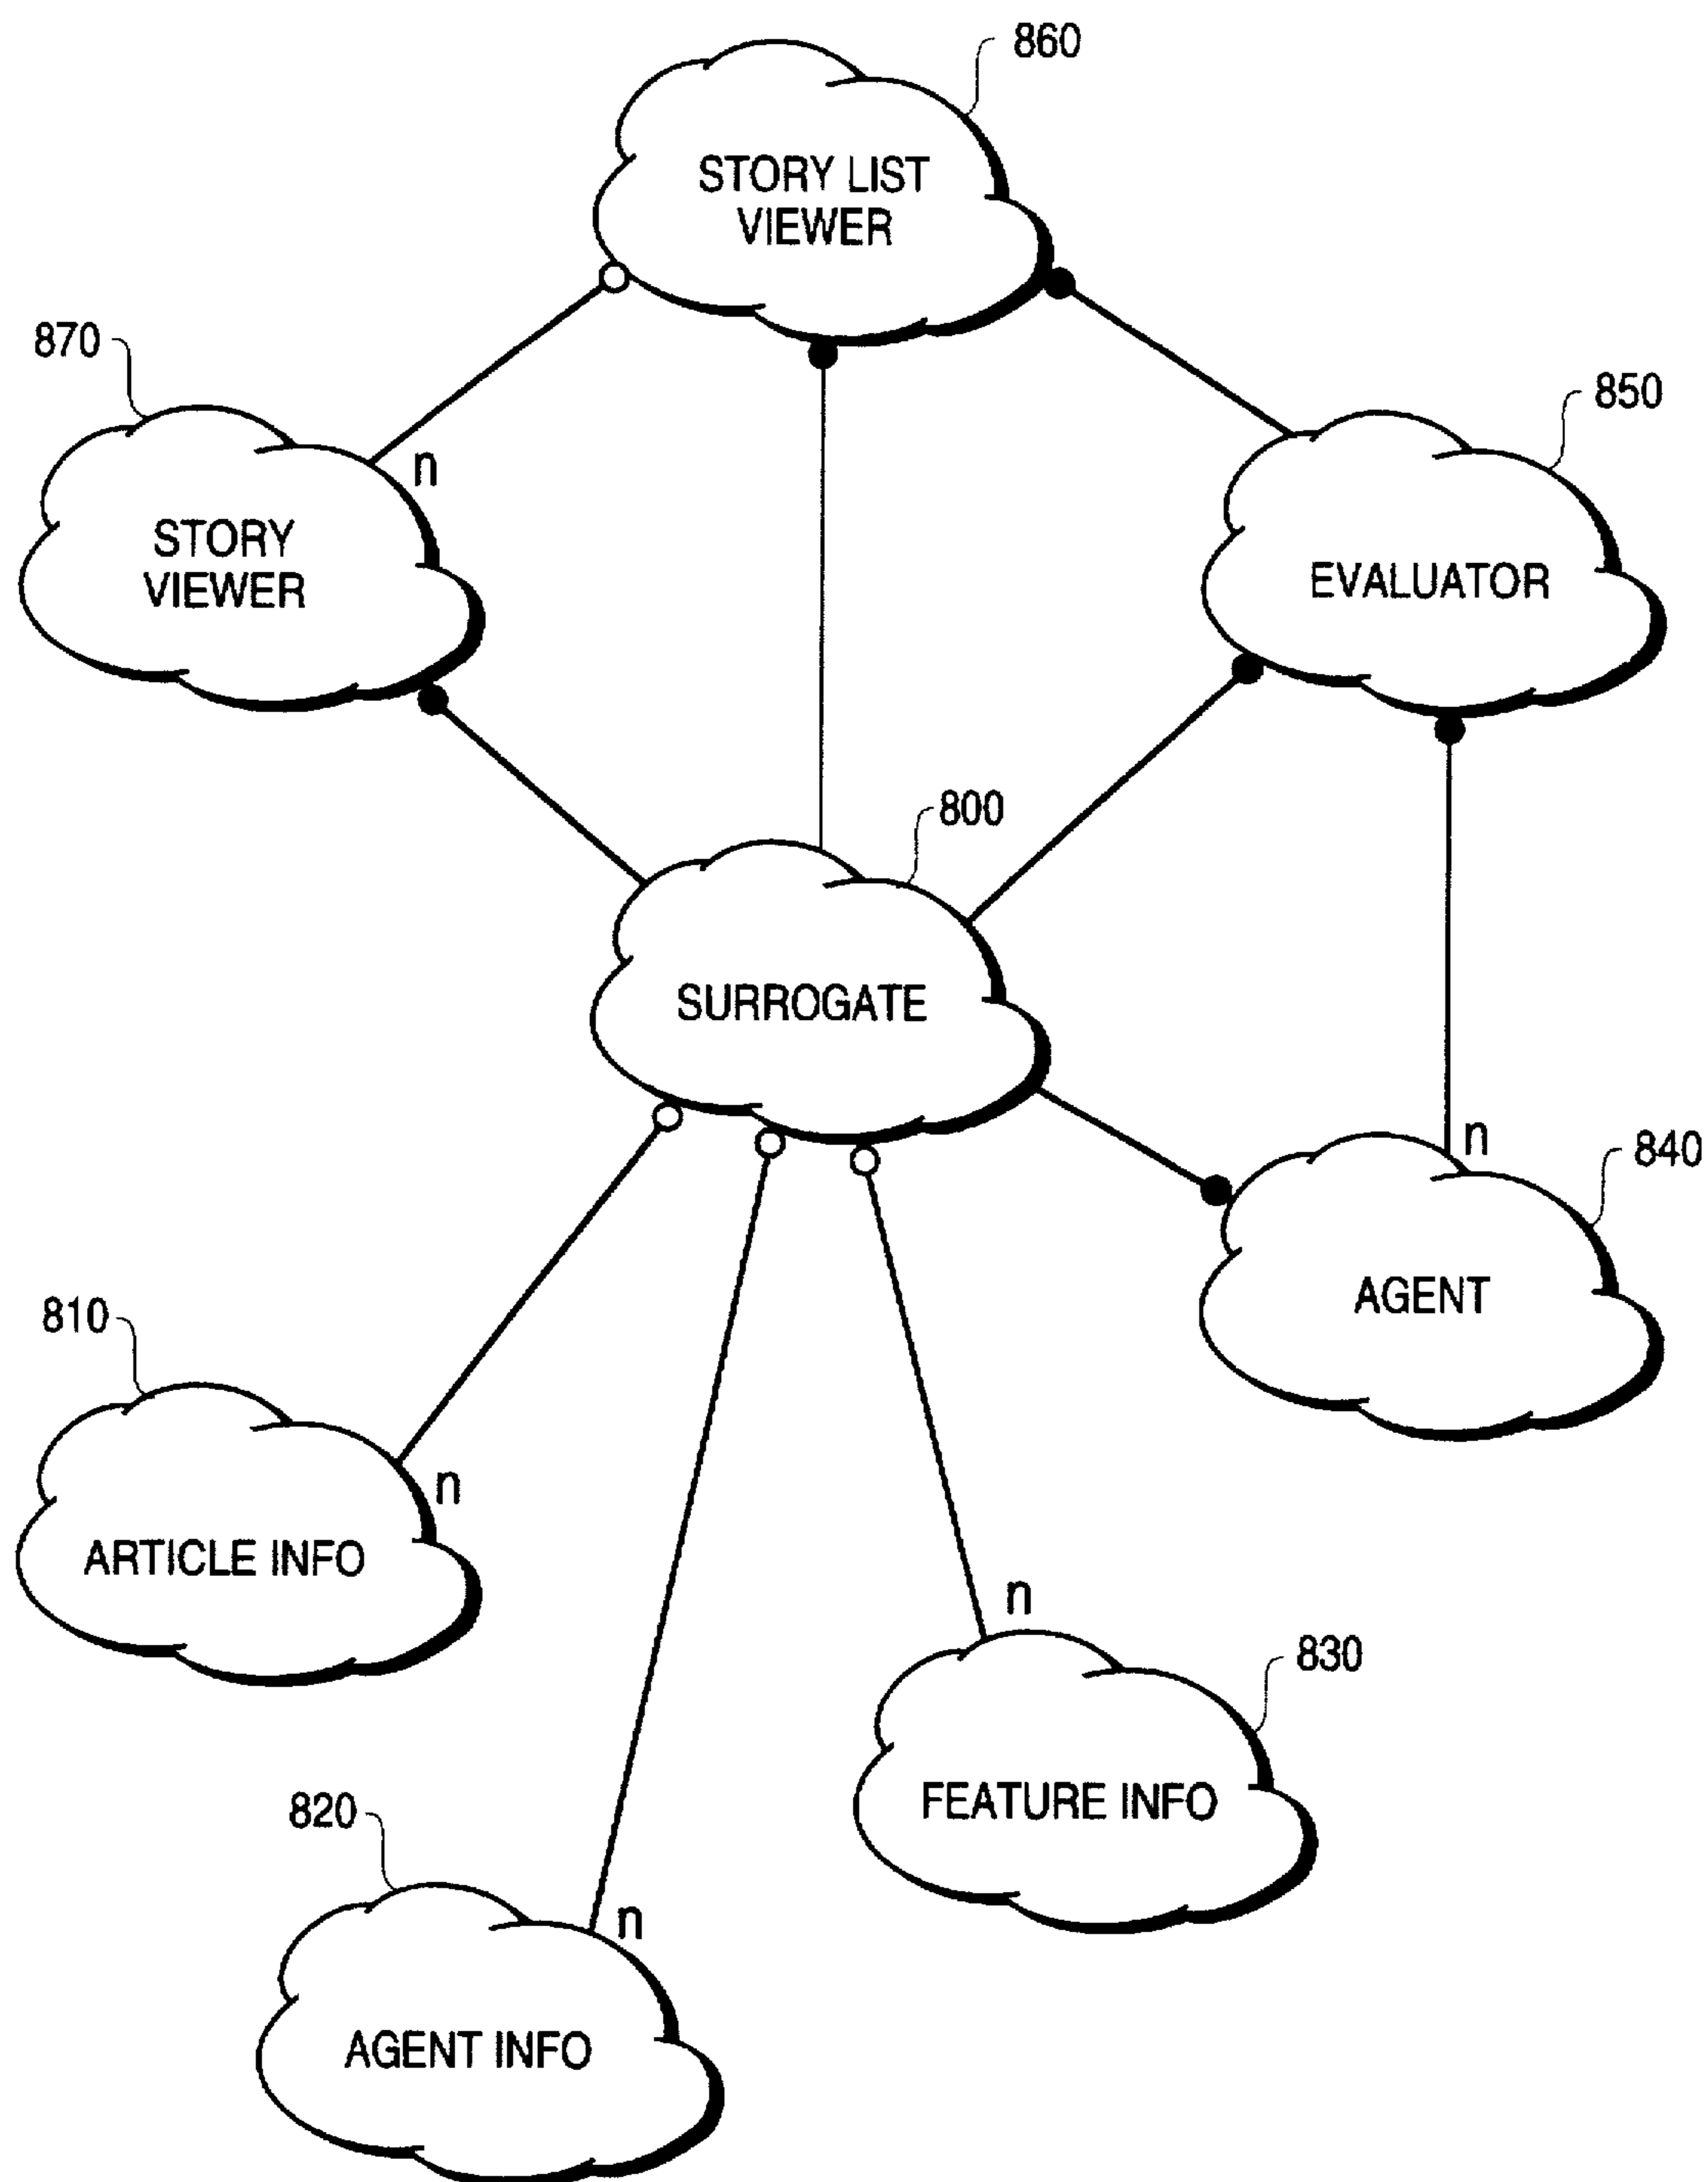 860
STORY LIST
VIEWER
870
850
n
STORY
VIEWER
EVALUATOR
800
SURROGATE
n
840
AGENT
810
n
ARTICLE INFO
n
830
FEATURE INFO
820
n
AGENT INFO